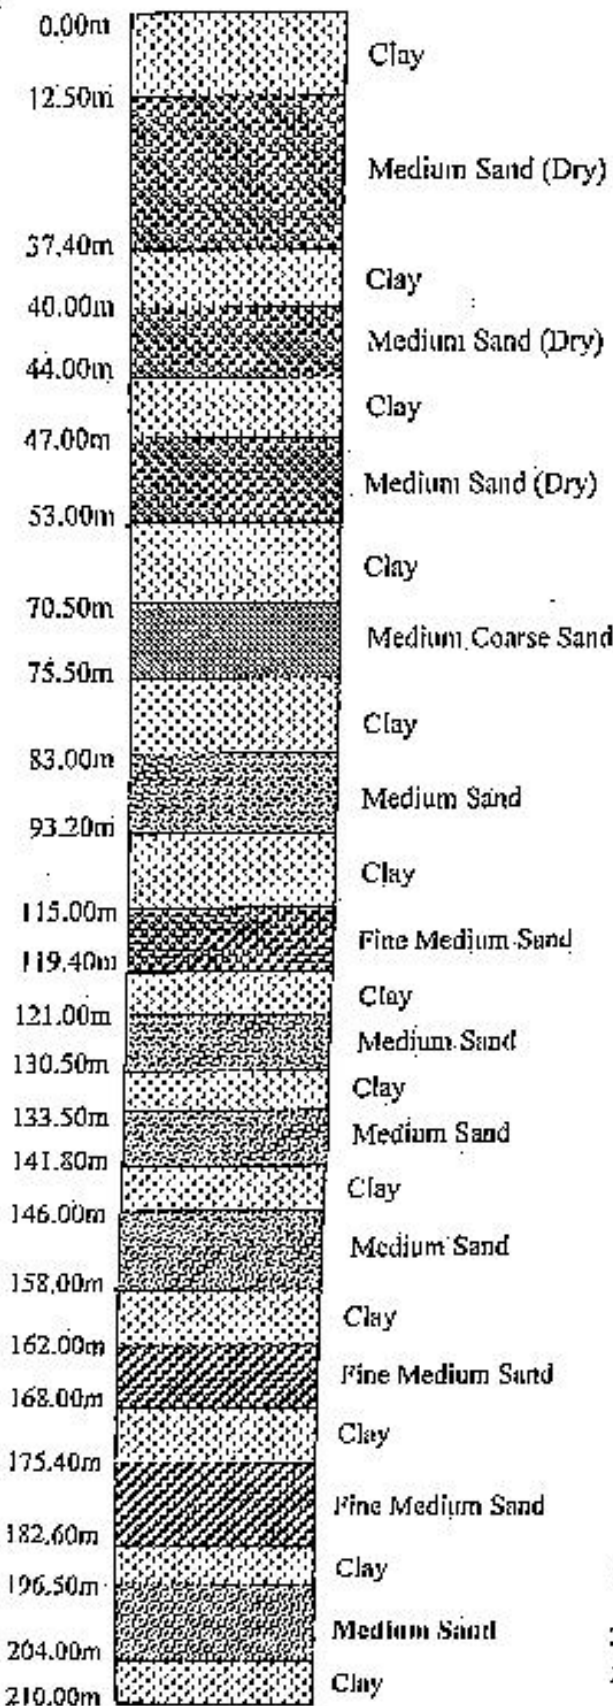 0.00m
Clay
12.50m
Medium Sand (Dry)
37.40m
Clay
40.00m
Medium Sand (Dry)
44.00m
Clay
47.00m
Medium Sand (Dry)
53.00m
Clay
70.50m
Medium Coarse Sand
75.50m
Clay
83.00m
Medium Sand
93.20m
Clay
115.00m
Fine Medium Sand
119.40m
Clay
121.00m
Medium Sand
130.50m
Clay
133.50m
Medium Sand
141.80m
Clay
146.00m
Medium Sand
158.00m
Clay
162.00m
Fine Medium Sand
168.00m
Clay
175.40m
Fine Medium Sand
182.60m
Clay
196.50m
Medium Sand
204.00m
Clay
210.00m